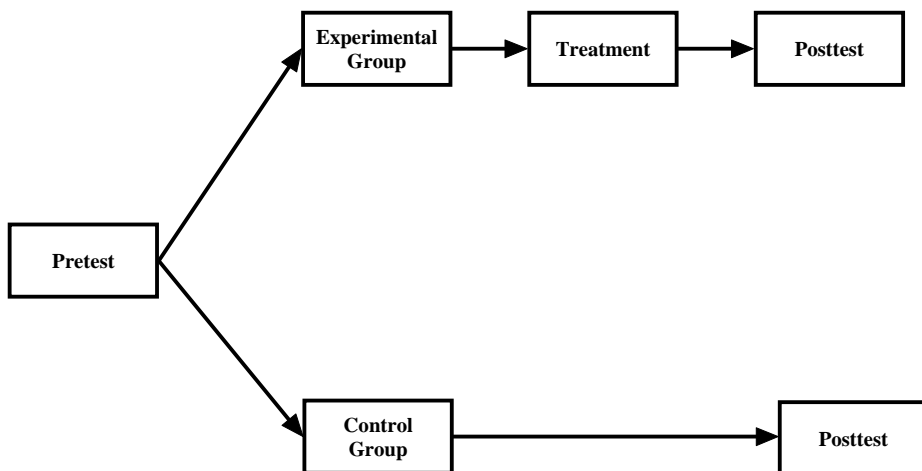 Experimental
Group
Treatment
Posttest
Pretest
Control
Group
Posttest